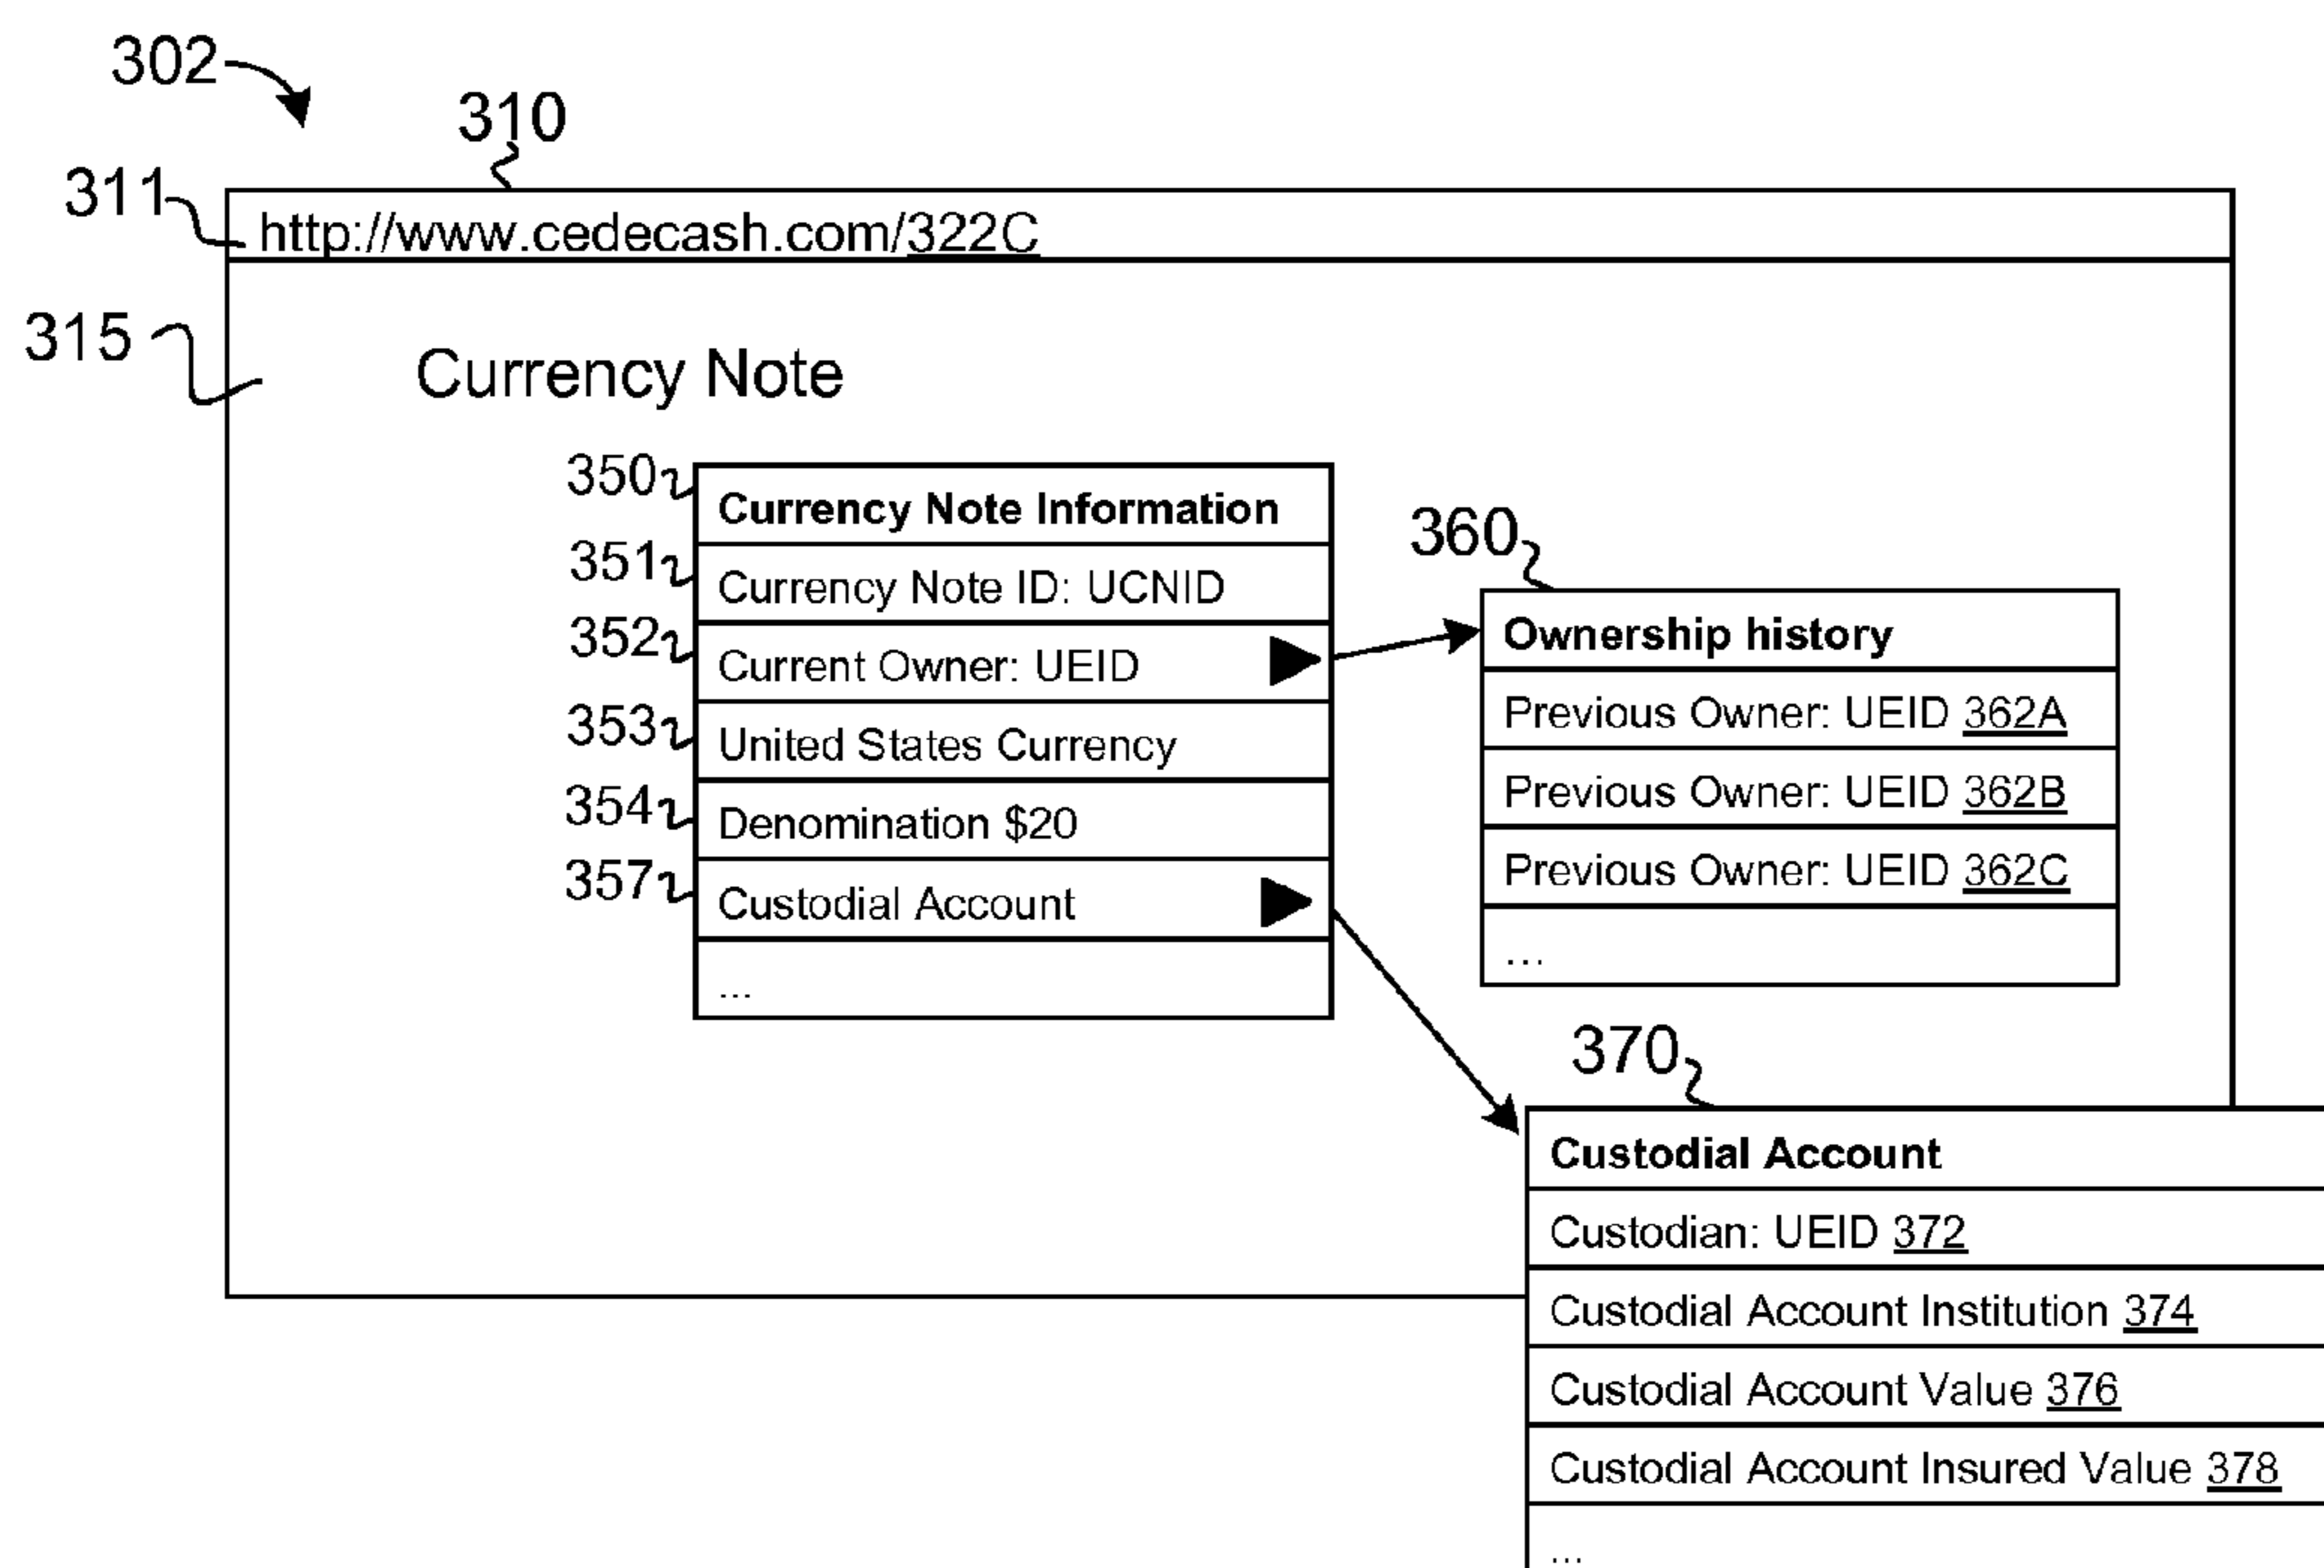 302
310
311
http://www.cedecash.com/322C
315
Currency Note
350
Currency Note Information
351
Currency Note ID: UCNID
352
Current Owner: UEID
353
United States Currency
354
Denomination $20
357
Custodial Account
...
360
Ownership history
Previous Owner: UEID 362A
Previous Owner: UEID 362B
Previous Owner: UEID 362C
...
370
Custodial Account
Custodian: UEID 372
Custodial Account Institution 374
Custodial Account Value 376
Custodial Account Insured Value 378
...